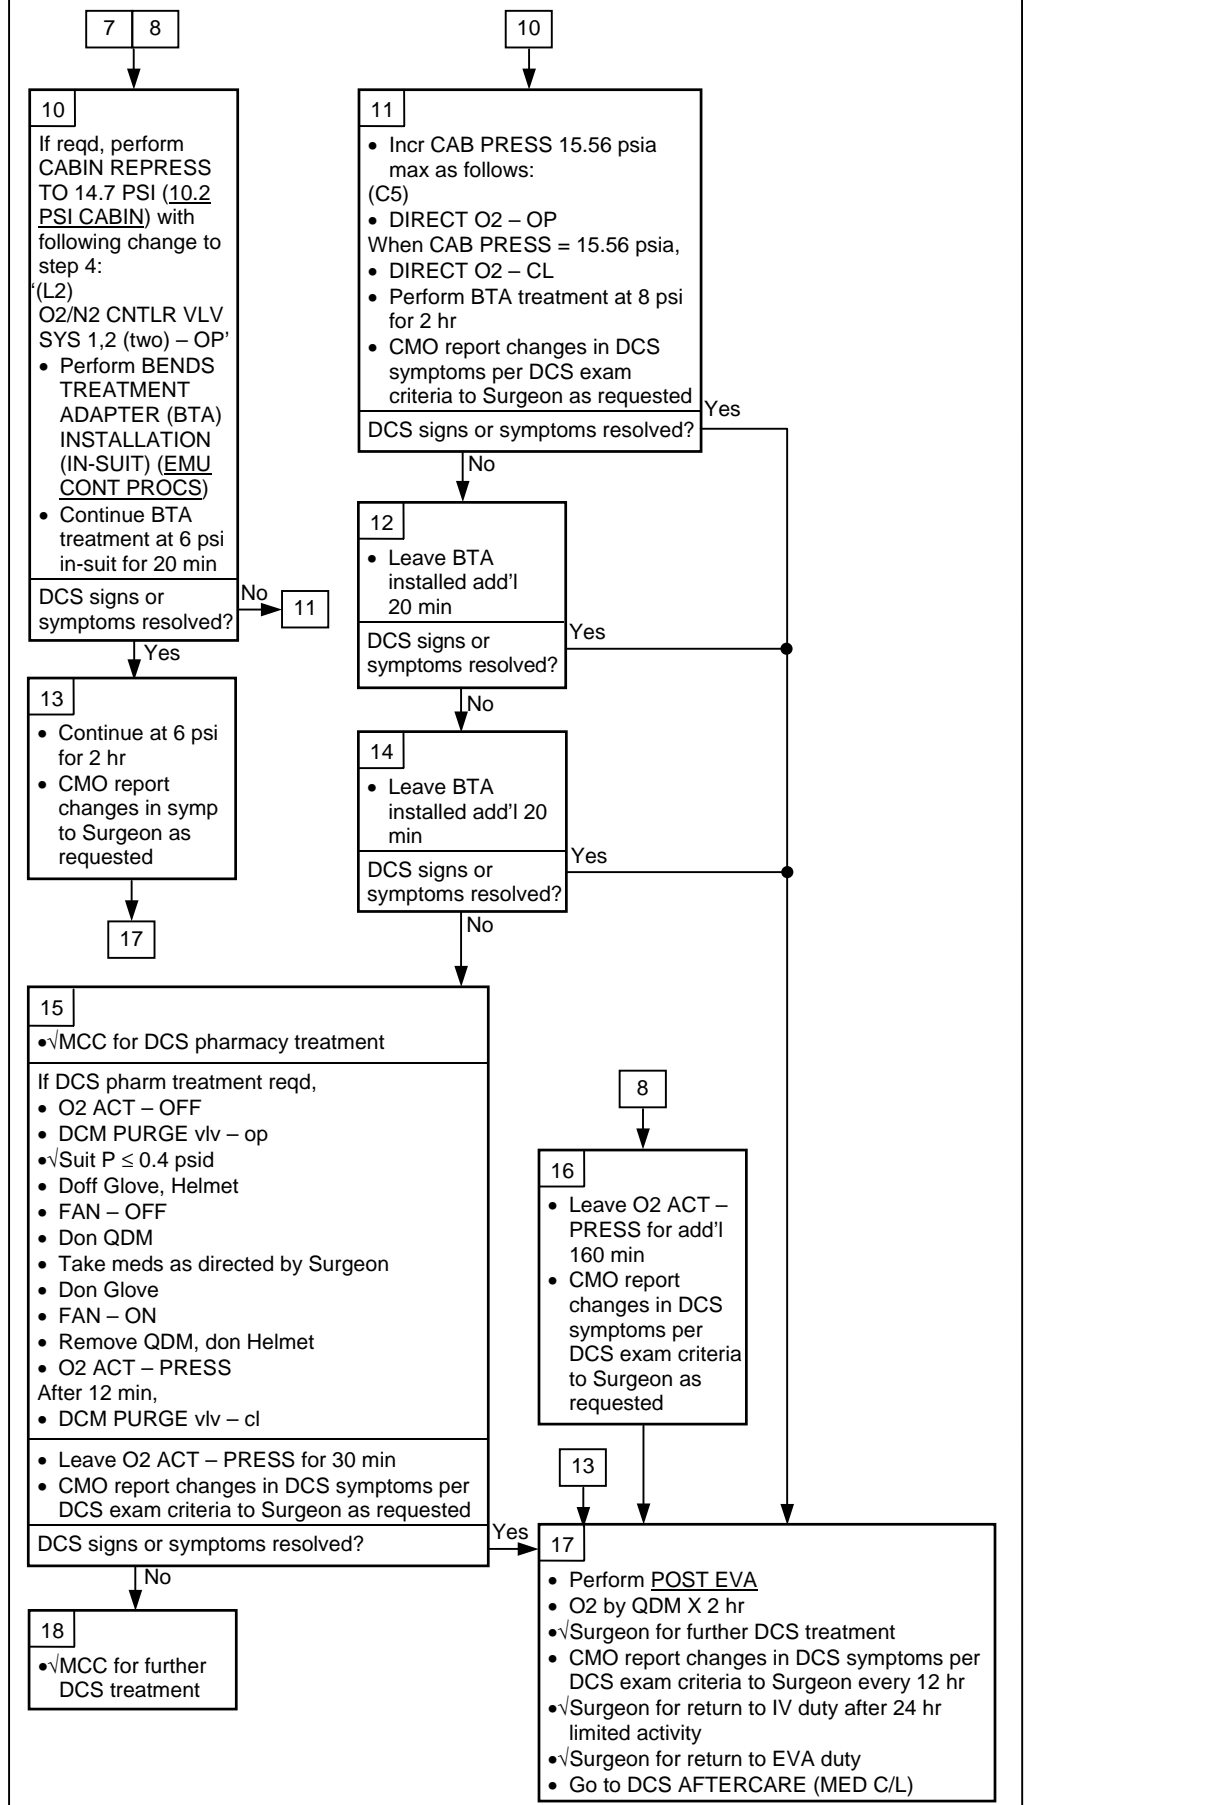 7 8
10
10
If reqd, perform
CABIN REPRESS
TO 14.7 PSI (10.2
PSI CABIN) with
following change to
step 4:
‘(L2)
O2/N2 CNTLR VLV
SYS 1,2 (two) – OP’
• Perform BENDS
TREATMENT
ADAPTER (BTA)
INSTALLATION
(IN-SUIT) (EMU
CONT PROCS)
• Continue BTA
treatment at 6 psi
in-suit for 20 min
DCS signs or
symptoms resolved?
No
11
Yes
13
• Continue at 6 psi
for 2 hr
• CMO report
changes in symp
to Surgeon as
requested
17
11
• Incr CAB PRESS 15.56 psia
max as follows:
(C5)
• DIRECT O2 – OP
When CAB PRESS = 15.56 psia,
• DIRECT O2 – CL
• Perform BTA treatment at 8 psi
for 2 hr
• CMO report changes in DCS
symptoms per DCS exam
criteria to Surgeon as requested
DCS signs or symptoms resolved?
Yes
No
12
• Leave BTA
installed add’l
20 min
DCS signs or
symptoms resolved?
Yes
No
14
• Leave BTA
installed add’l 20
min
DCS signs or
symptoms resolved?
Yes
No
15
•√MCC for DCS pharmacy treatment
If DCS pharm treatment reqd,
• O2 ACT – OFF
• DCM PURGE vlv – op
•√Suit P ≤ 0.4 psid
• Doff Glove, Helmet
• FAN – OFF
• Don QDM
• Take meds as directed by Surgeon
• Don Glove
• FAN – ON
• Remove QDM, don Helmet
• O2 ACT – PRESS
After 12 min,
• DCM PURGE vlv – cl
• Leave O2 ACT – PRESS for 30 min
• CMO report changes in DCS symptoms per
DCS exam criteria to Surgeon as requested
DCS signs or symptoms resolved?
Yes
No
18
•√MCC for further
DCS treatment
8
16
• Leave O2 ACT –
PRESS for add’l
160 min
• CMO report
changes in DCS
symptoms per
DCS exam criteria
to Surgeon as
requested
13
17
• Perform POST EVA
• O2 by QDM X 2 hr
•√Surgeon for further DCS treatment
• CMO report changes in DCS symptoms per
DCS exam criteria to Surgeon every 12 hr
•√Surgeon for return to IV duty after 24 hr
limited activity
•√Surgeon for return to EVA duty
• Go to DCS AFTERCARE (MED C/L)